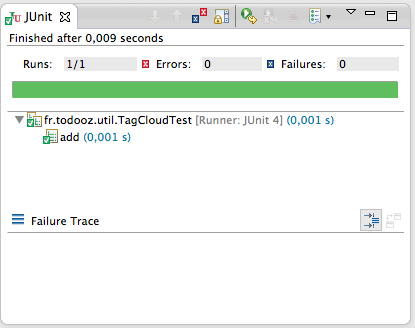 JUnit
Finished after 0,009 seconds
Runs: 1/1 Errors: 0 Failures: 0
fr.todooz.util.TagCloudTest [Runner: JUnit 4] (0,001 s)
add (0,001 s)
Failure Trace